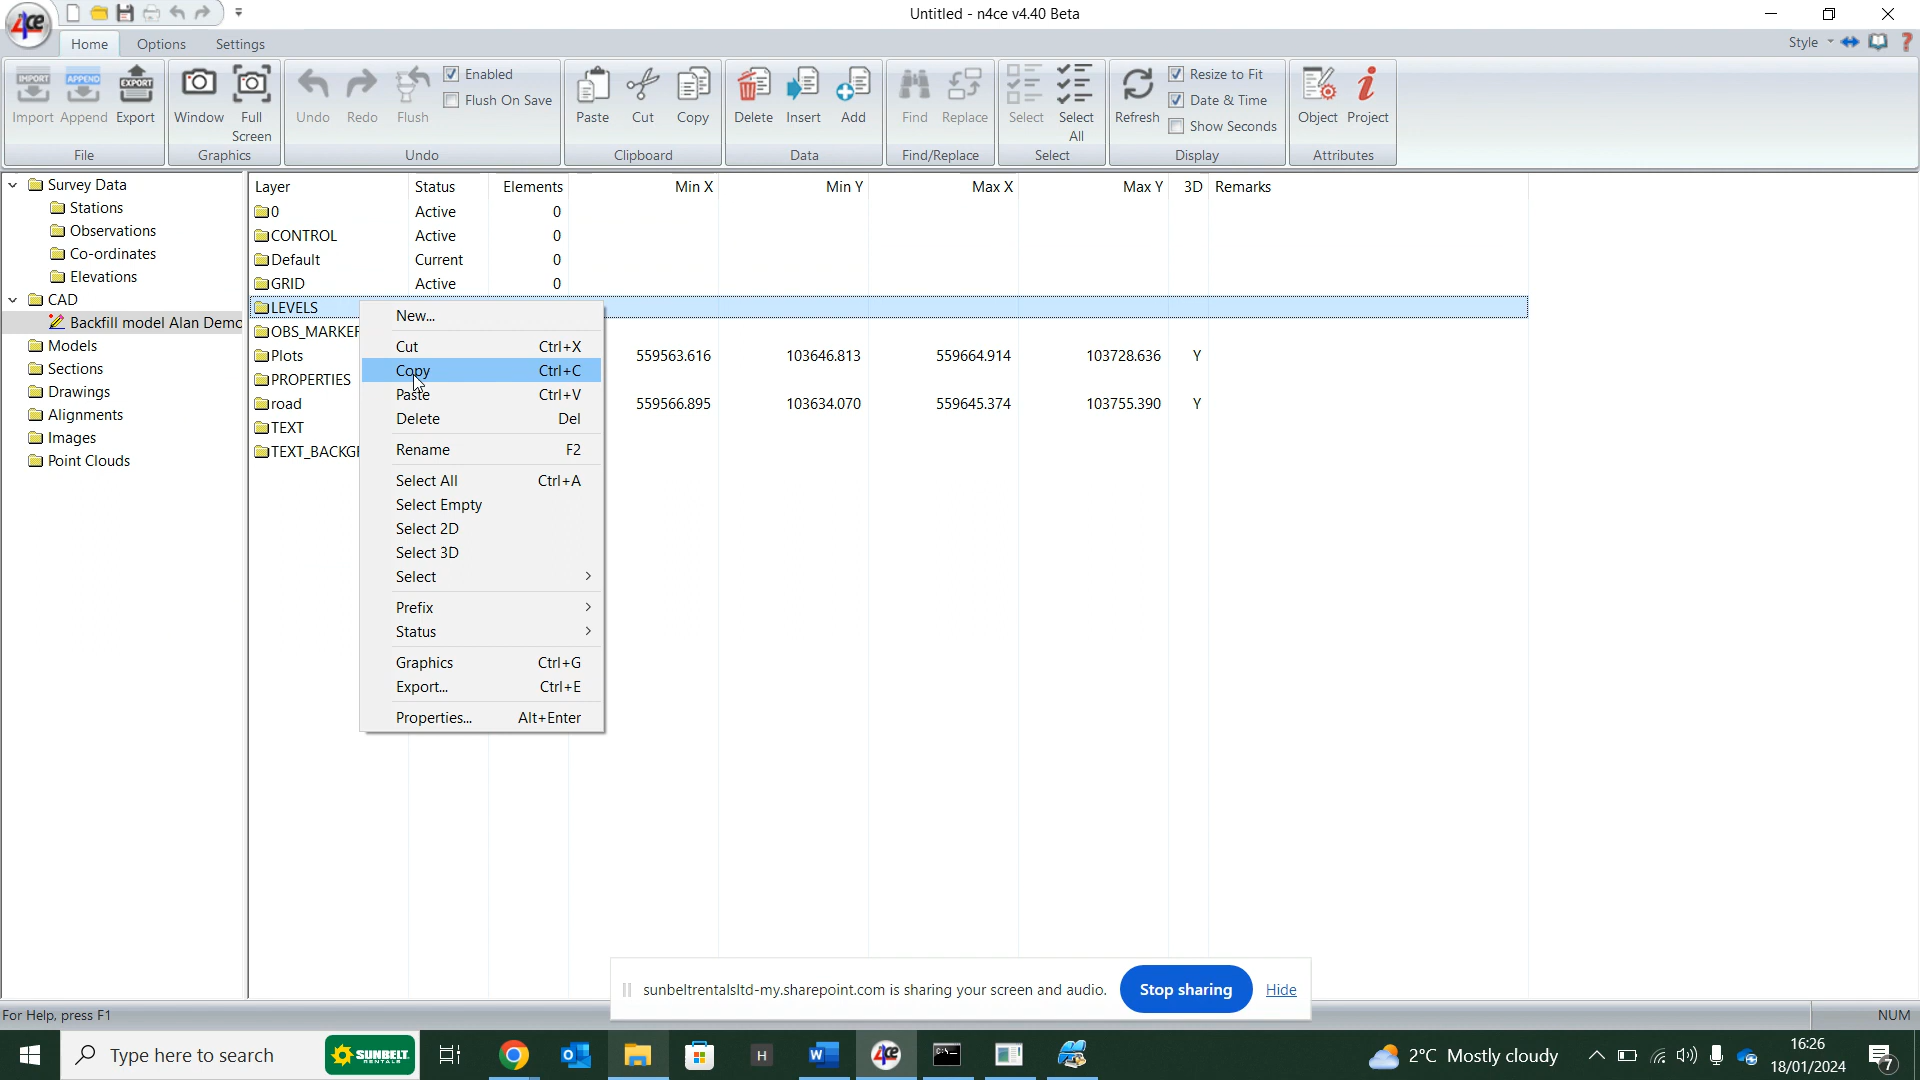 Untitled - n4ce v4.40 Beta
Home Options Settings Style
Import Append Export Window Full Screen Undo Redo Flush Enabled Flush On Save Paste Cut Copy Delete Insert Add Find Replace Select Select All Refresh Resize to Fit Date & Time Show Seconds Object Project
File Graphics Undo Clipboard Data Find/Replace Select Display Attributes
Survey Data
Stations
Observations
Co-ordinates
Elevations
CAD
Backfill model Alan Demo
Models
Sections
Drawings
Alignments
Images
Point Clouds
Layer Status Elements Min X Min Y Max X Max Y 3D Remarks
0 Active 0
CONTROL Active 0
Default Current 0
GRID Active 0
LEVELS
OBS_MARKER
Plots 559563.616 103646.813 559664.914 103728.636 Y
PROPERTIES
road 559566.895 103634.070 559645.374 103755.390 Y
TEXT
TEXT_BACKGR
New...
Cut Ctrl+X
Copy Ctrl+C
Paste Ctrl+V
Delete Del
Rename F2
Select All Ctrl+A
Select Empty
Select 2D
Select 3D
Select
Prefix
Status
Graphics Ctrl+G
Export... Ctrl+E
Properties... Alt+Enter
sunbeltrentalsltd-my.sharepoint.com is sharing your screen and audio. Stop sharing Hide
For Help, press F1 NUM
Type here to search SUNBELT RENTALS 2°C Mostly cloudy 16:26
18/01/2024 7